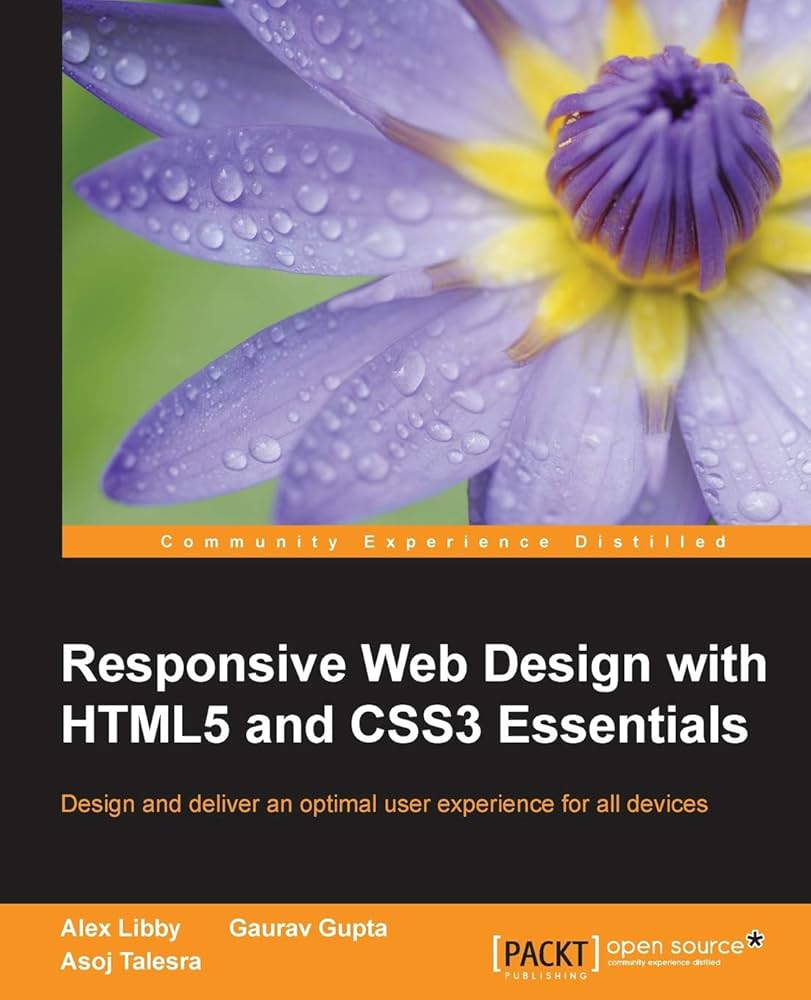 Community Experience Distilled
Responsive Web Design with
HTML5 and CSS3 Essentials
Design and deliver an optimal user experience for all devices
Alex Libby Gaurav Gupta
Asoj Talesra
[PACKT] open source*
PUBLISHING community experience distilled